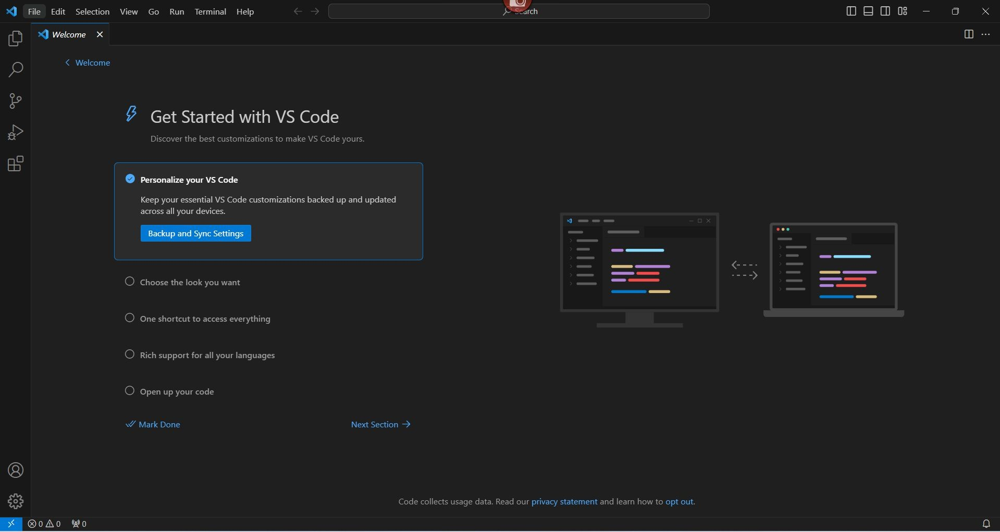 File Edit Selection View Go Run Terminal Help
Search
Welcome
Welcome
Get Started with VS Code
Discover the best customizations to make VS Code yours.
Personalize your VS Code
Keep your essential VS Code customizations backed up and updated
across all your devices.
Backup and Sync Settings
Choose the look you want
One shortcut to access everything
Rich support for all your languages
Open up your code
Mark Done
Next Section
Code collects usage data. Read our privacy statement and learn how to opt out.
0 0 0